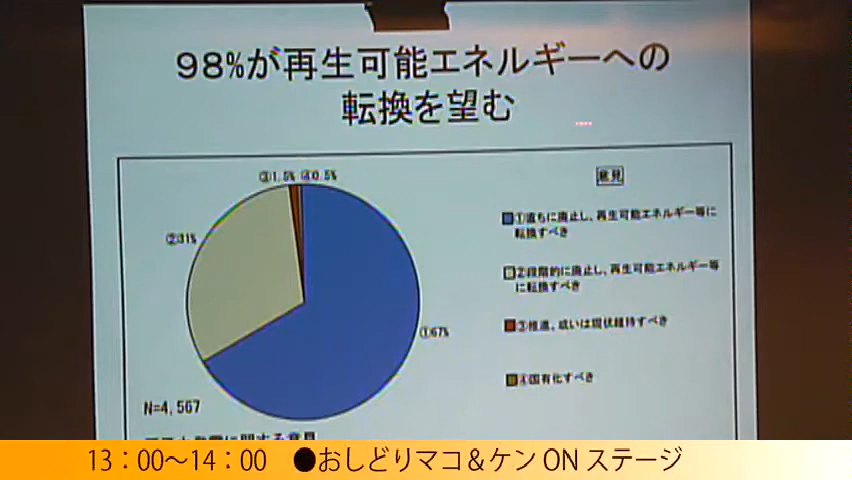 98%が再生可能エネルギーへの
転換を望む
③1.5% ④0.5%
意見
②31%
①67%
①直ちに廃止し、再生可能エネルギー等に
転換すべき
②段階的に廃止し、再生可能エネルギー等
に転換すべき
③推進、或いは現状維持すべき
④国有化すべき
N=4,567
13：00〜14：00 ●おしどりマコ＆ケン ON ステージ